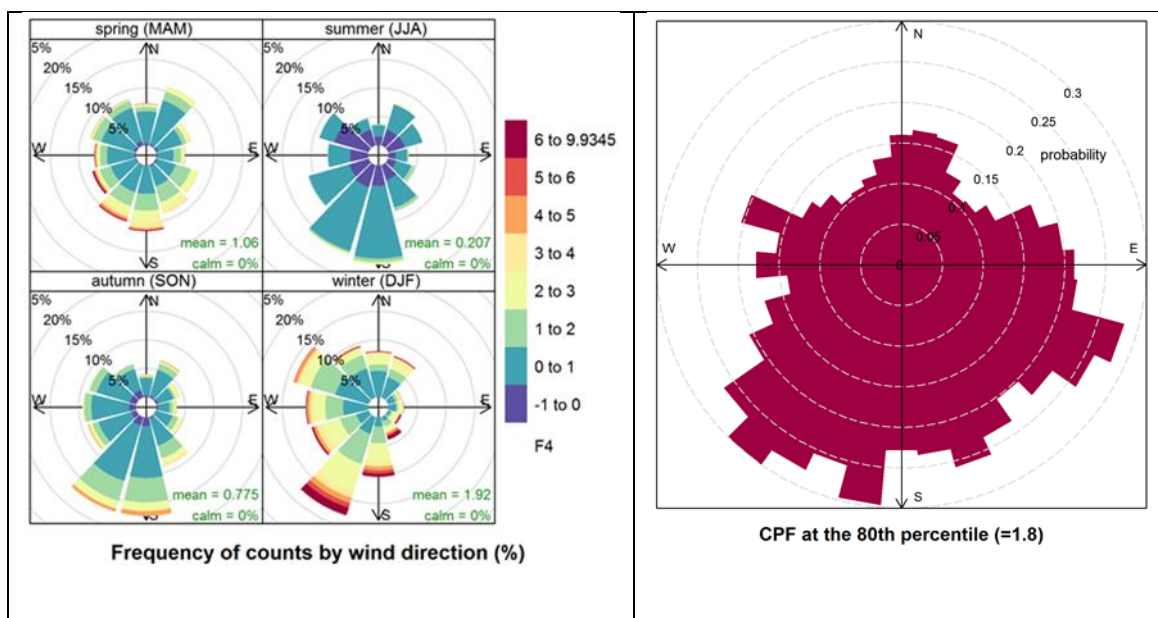 spring (MAM)
summer (JJA)
5%
20%
15%
10%
5%
N
W
E
S
mean = 1.06
calm = 0%
5%
20%
15%
10%
5%
N
W
E
S
mean = 0.207
calm = 0%
autumn (SON)
winter (DJF)
5%
20%
15%
10%
5%
N
W
E
S
mean = 0.775
calm = 0%
5%
20%
15%
10%
5%
N
W
E
S
mean = 1.92
calm = 0%
6 to 9.9345
5 to 6
4 to 5
3 to 4
2 to 3
1 to 2
0 to 1
-1 to 0
F4
Frequency of counts by wind direction (%)
N
0.3
0.25
0.2
probability
0.15
0.1
0.05
W
0
E
S
CPF at the 80th percentile (=1.8)